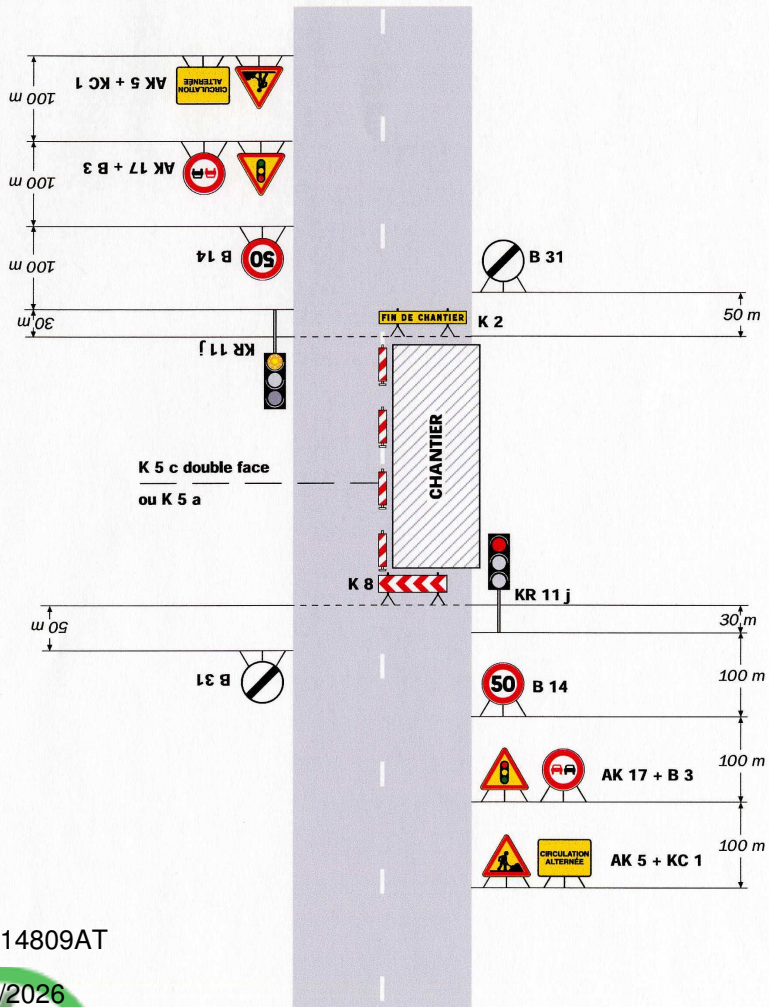 AK 5 + KC 1
CIRCULATION
ALTERNÉE
100 m
AK 17 + B 3
100 m
B 14
50
100 m
30 m
KR 11 j
B 31
FIN DE CHANTIER
K 2
50 m
K 5 c double face
ou K 5 a
CHANTIER
K 8
KR 11 j
30 m
50 m
B 31
50
B 14
100 m
AK 17 + B 3
100 m
CIRCULATION
ALTERNÉE
AK 5 + KC 1
100 m
14809AT
/2026